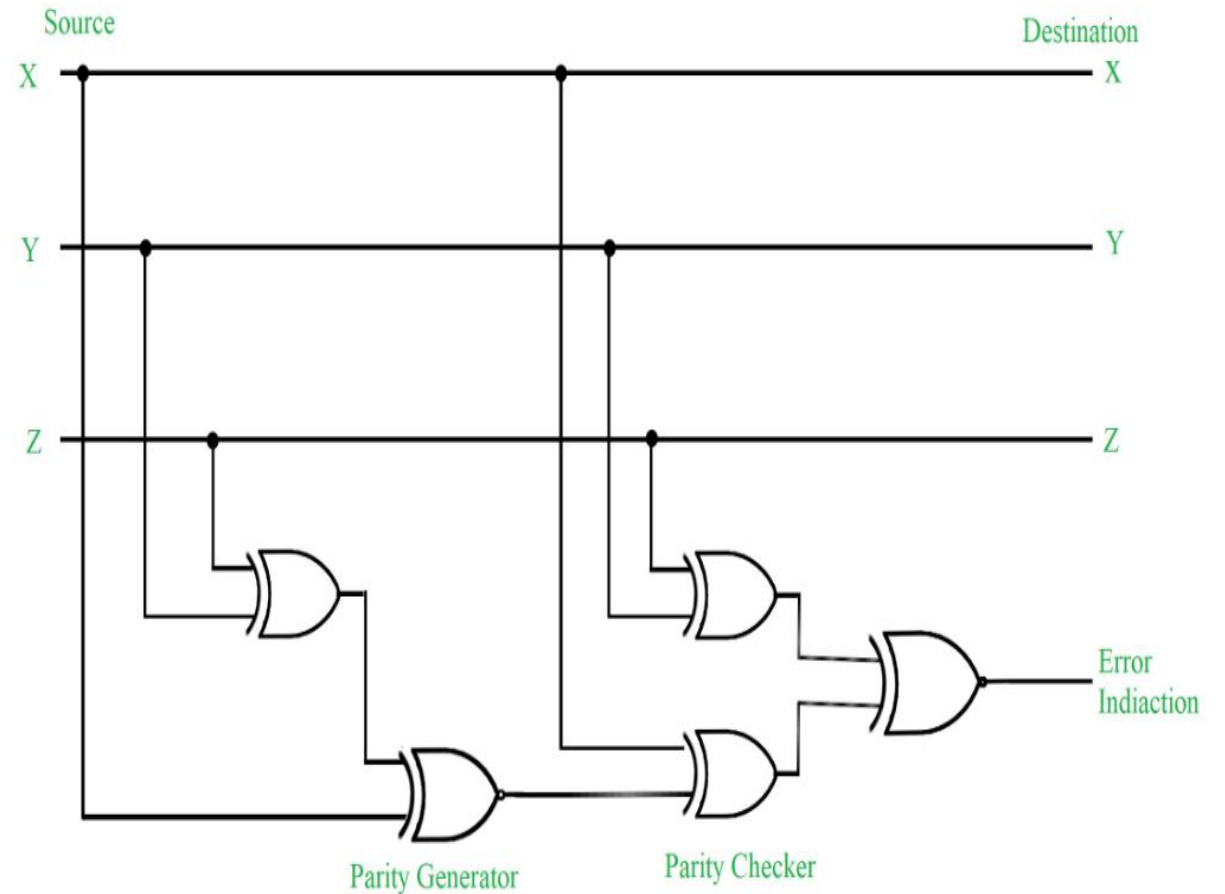 Source
Destination
X
X
Y
Y
Z
Z
Error
Indiaction
Parity Generator
Parity Checker